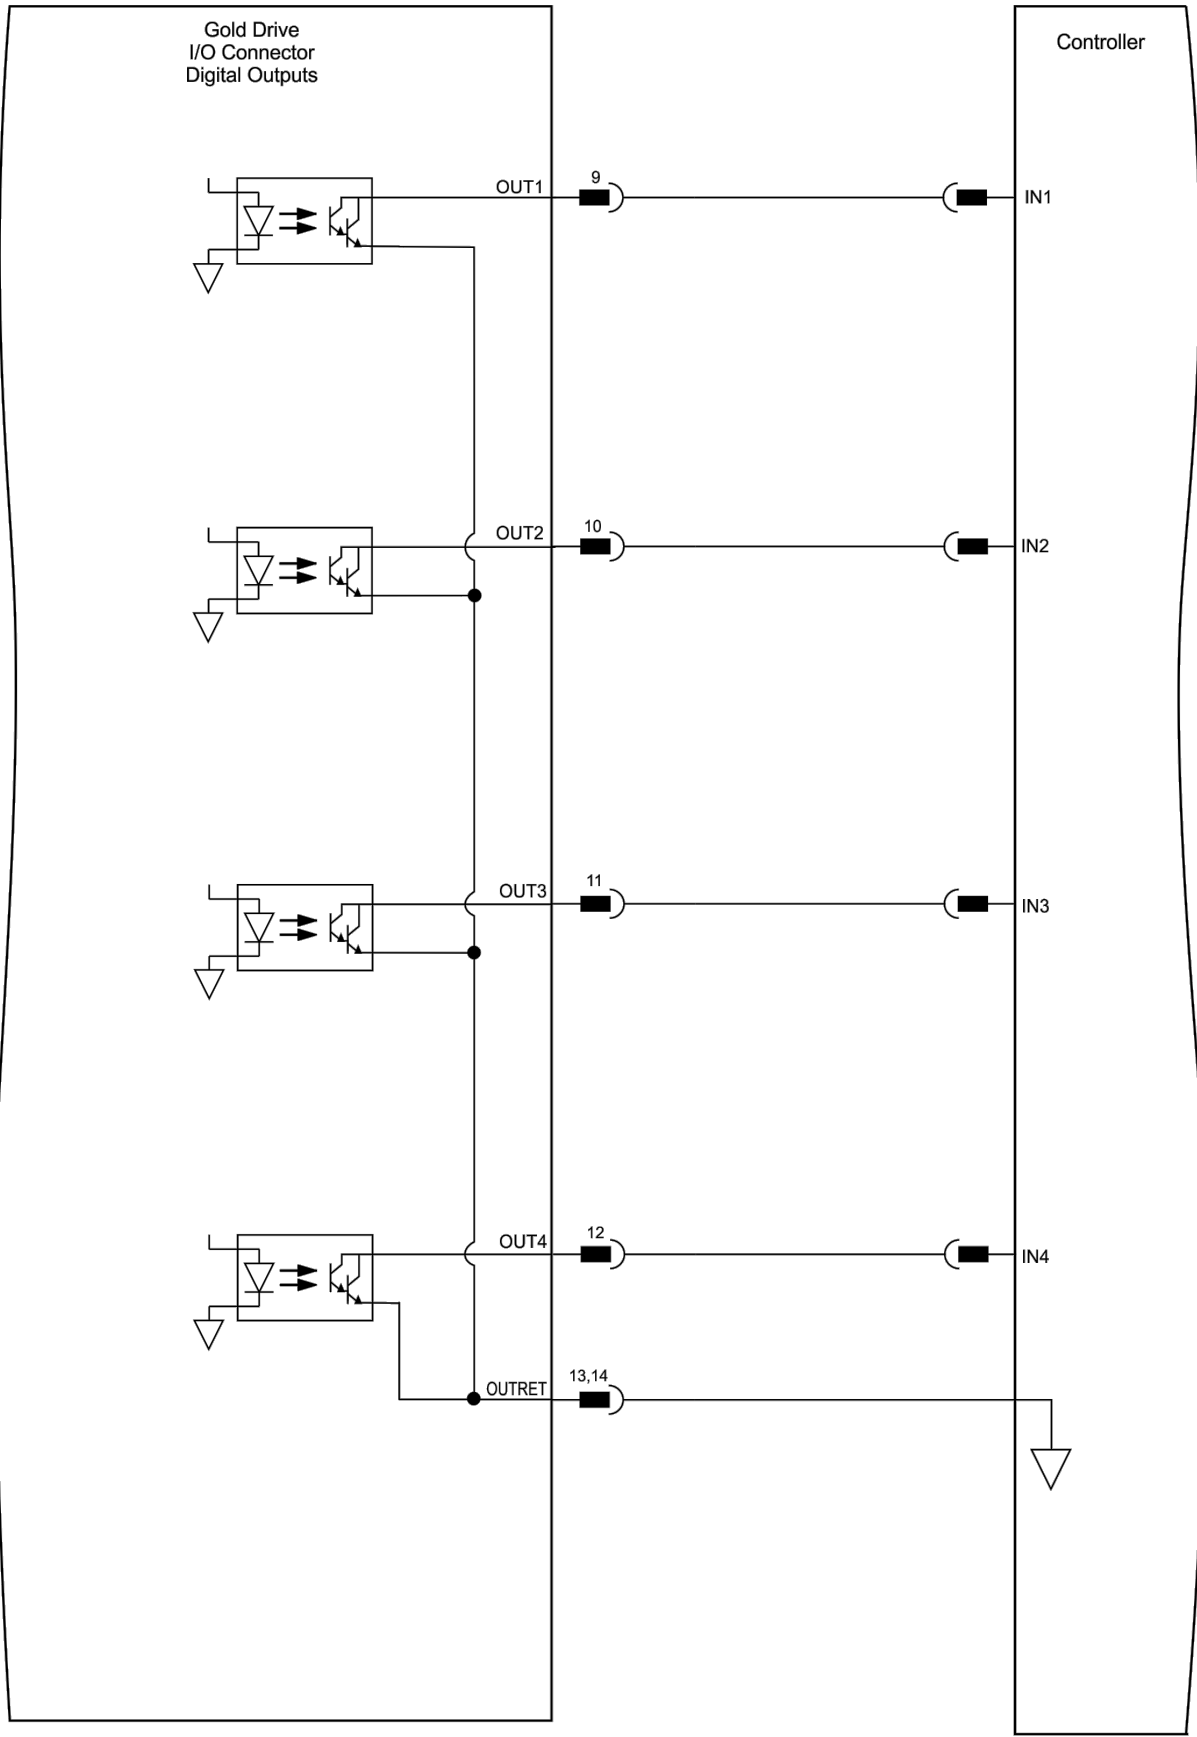 Gold Drive
I/O Connector
Digital Outputs
Controller
OUT1
9
IN1
OUT2
10
IN2
OUT3
11
IN3
OUT4
12
IN4
OUTRET
13,14